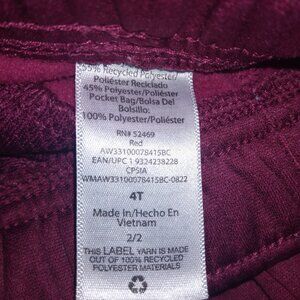 55% Recycled Polyester/
Poliéster Reciclado
45% Polyester/Poliéster
Pocket Bag/Bolsa Del
Bolsillo:
100% Polyester/Poliéster
RN# 52469
Red
AW33100078415BC
EAN/UPC 1 9324238228
CPSIA
WMAW33100078415BC-0822
4T
Made in/Hecho En
Vietnam
2/2
THIS LABEL YARN IS MADE
OUT OF 100% RECYCLED
POLYESTER MATERIALS